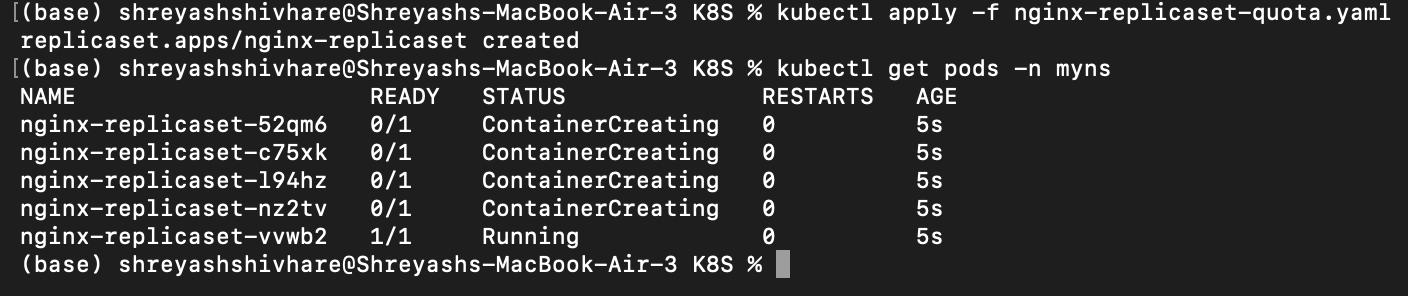 [(base) shreyashshivhare@Shreyashs-MacBook-Air-3 K8S % kubectl apply -f nginx-replicaset-quota.yaml
replicaset.apps/nginx-replicaset created
[(base) shreyashshivhare@Shreyashs-MacBook-Air-3 K8S % kubectl get pods -n myns
NAME READY STATUS RESTARTS AGE
nginx-replicaset-52qm6 0/1 ContainerCreating 0 5s
nginx-replicaset-c75xk 0/1 ContainerCreating 0 5s
nginx-replicaset-l94hz 0/1 ContainerCreating 0 5s
nginx-replicaset-nz2tv 0/1 ContainerCreating 0 5s
nginx-replicaset-vvwb2 1/1 Running 0 5s
(base) shreyashshivhare@Shreyashs-MacBook-Air-3 K8S %